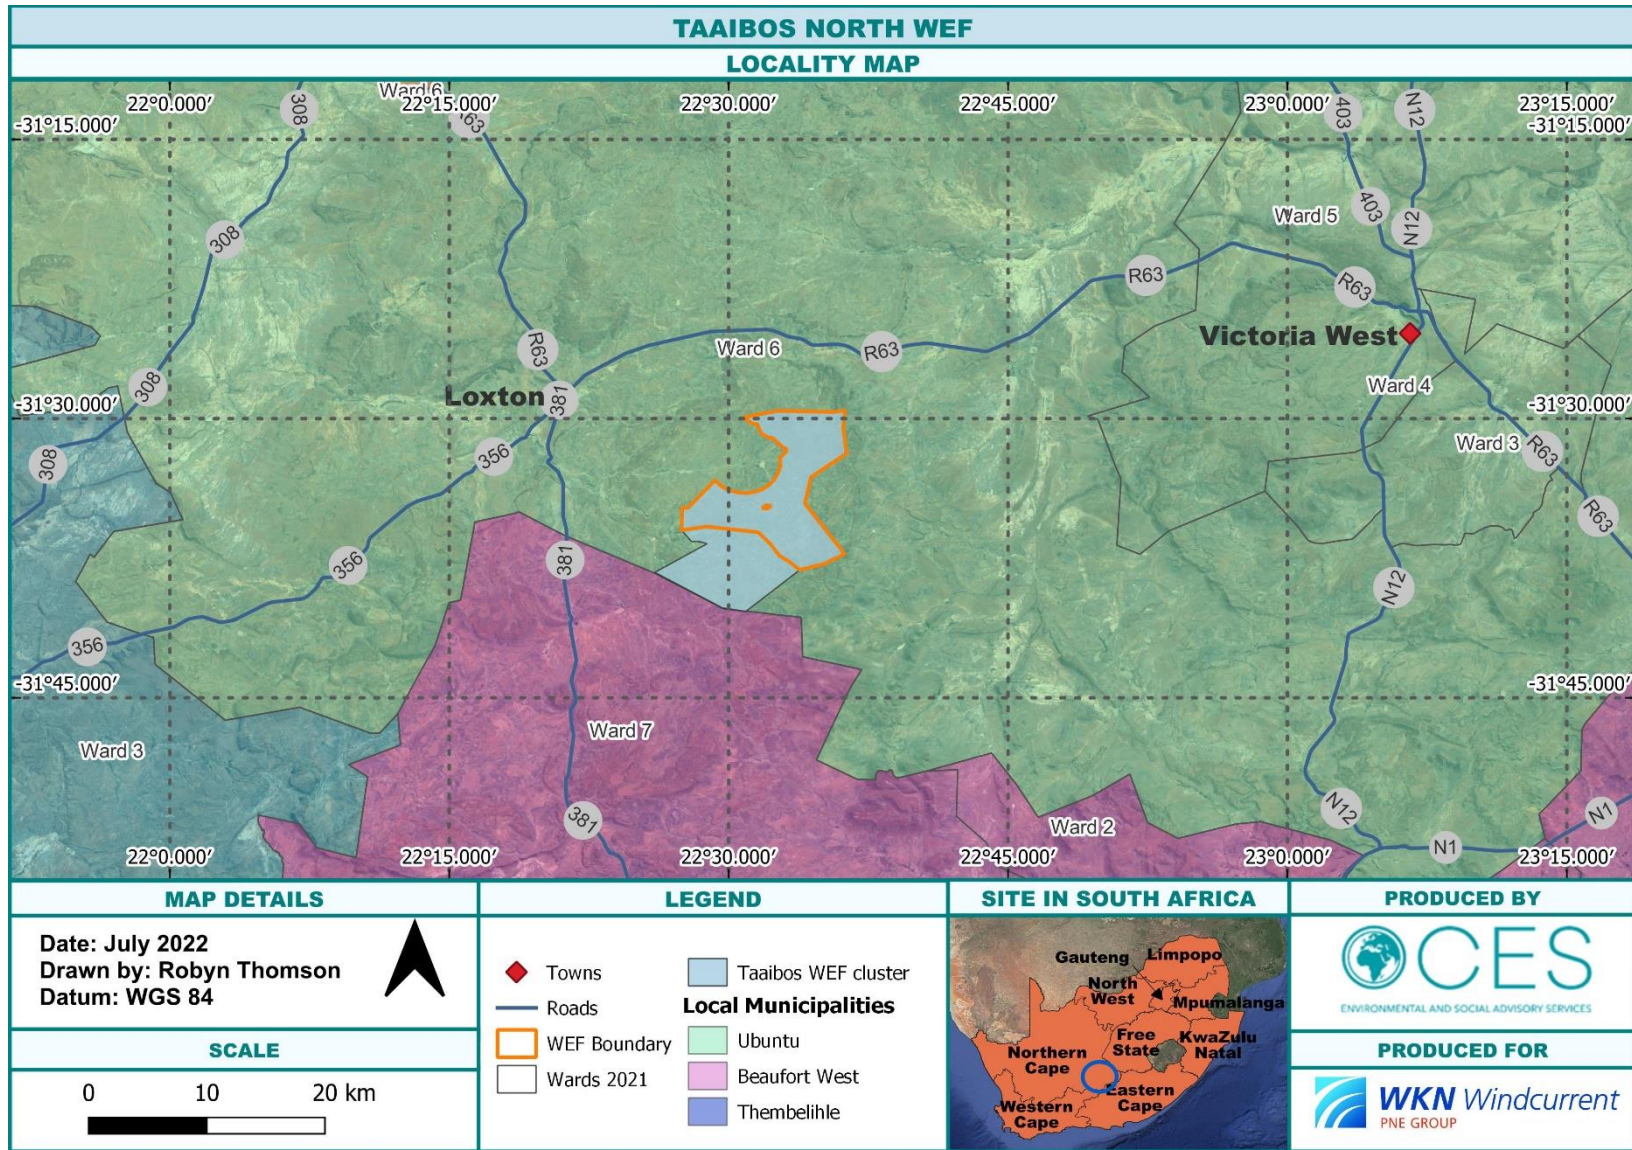 TAAIBOS NORTH WEF
LOCALITY MAP
Ward 6
22°0.000′ 22°15.000′ 22°30.000′ 22°45.000′ 23°0.000′ 23°15.000′
-31°15.000′ -31°15.000′
308
403
N12
308
403
N12
Ward 5
R63
R63
R63
Ward 6
R63
Victoria West
308
Loxton
381
Ward 4
-31°30.000′ -31°30.000′
308
356
Ward 3
R63
R63
356
381
N12
356
-31°45.000′ -31°45.000′
Ward 3
Ward 7
381
Ward 2
N12
N1
N1
22°0.000′ 22°15.000′ 22°30.000′ 22°45.000′ 23°0.000′ 23°15.000′
MAP DETAILS
Date: July 2022
Drawn by: Robyn Thomson
Datum: WGS 84
SCALE
0 10 20 km
LEGEND
Towns
Roads
WEF Boundary
Wards 2021
Taaibos WEF cluster
Local Municipalities
Ubuntu
Beaufort West
Thembelihle
SITE IN SOUTH AFRICA
Limpopo
Gauteng
North
West
Mpumalanga
Free
State
KwaZulu
Natal
Northern
Cape
Eastern
Cape
Western
Cape
PRODUCED BY
CES
ENVIRONMENTAL AND SOCIAL ADVISORY SERVICES
PRODUCED FOR
WKN Windcurrent
PNE GROUP